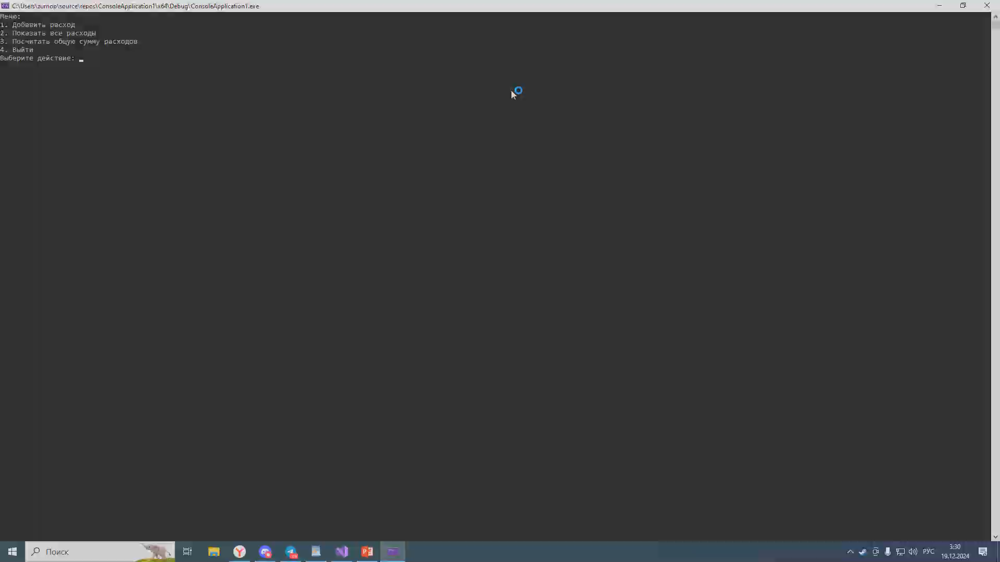 C:\Users\zumop\source\repos\ConsoleApplication1\x64\Debug\ConsoleApplication1.exe
Меню:
1. Добавить расход
2. Показать все расходы
3. Посчитать общую сумму расходов
4. Выйти
Выберите действие:
Поиск
РУС
3:30
19.12.2024